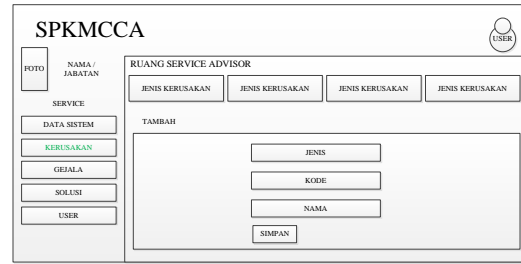 SPKMCCA
USER
FOTO
NAMA /
JABATAN
SERVICE
DATA SISTEM
KERUSAKAN
GEJALA
SOLUSI
USER
RUANG SERVICE ADVISOR
JENIS KERUSAKAN JENIS KERUSAKAN JENIS KERUSAKAN JENIS KERUSAKAN
TAMBAH
JENIS
KODE
NAMA
SIMPAN